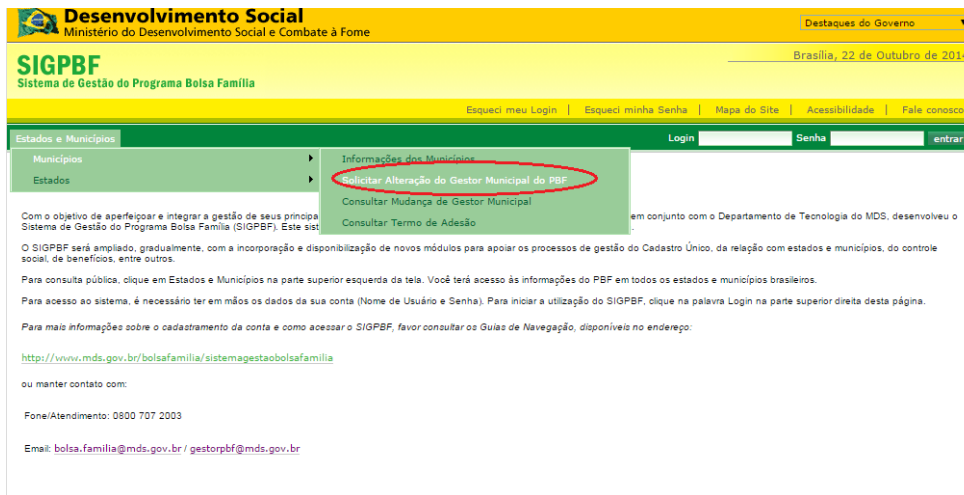 Desenvolvimento Social
Ministério do Desenvolvimento Social e Combate à Fome
Destaques do Governo
SIGPBF
Sistema de Gestão do Programa Bolsa Família
Brasília, 22 de Outubro de 2014
Esqueci meu Login | Esqueci minha Senha | Mapa do Site | Acessibilidade | Fale conosco
Estados e Municípios Login Senha entrar
Municípios Informações dos Municípios
Estados Solicitar Alteração do Gestor Municipal do PBF
Consultar Mudança de Gestor Municipal
Consultar Termo de Adesão
Com o objetivo de aperfeiçoar e integrar a gestão de seus principa em conjunto com o Departamento de Tecnologia do MDS, desenvolveu o
Sistema de Gestão do Programa Bolsa Família (SIGPBF). Este sist
O SIGPBF será ampliado, gradualmente, com a incorporação e disponibilização de novos módulos para apoiar os processos de gestão do Cadastro Único, da relação com estados e municípios, do controle
social, de benefícios, entre outros.
Para consulta pública, clique em Estados e Municípios na parte superior esquerda da tela. Você terá acesso às informações do PBF em todos os estados e municípios brasileiros.
Para acesso ao sistema, é necessário ter em mãos os dados da sua conta (Nome de Usuário e Senha). Para iniciar a utilização do SIGPBF, clique na palavra Login na parte superior direita desta página.
Para mais informações sobre o cadastramento da conta e como acessar o SIGPBF, favor consultar os Guias de Navegação, disponíveis no endereço:
http://www.mds.gov.br/bolsafamilia/sistemagestaobolsafamilia
ou manter contato com:
Fone/Atendimento: 0800 707 2003
Email: bolsa.familia@mds.gov.br / gestorpbf@mds.gov.br